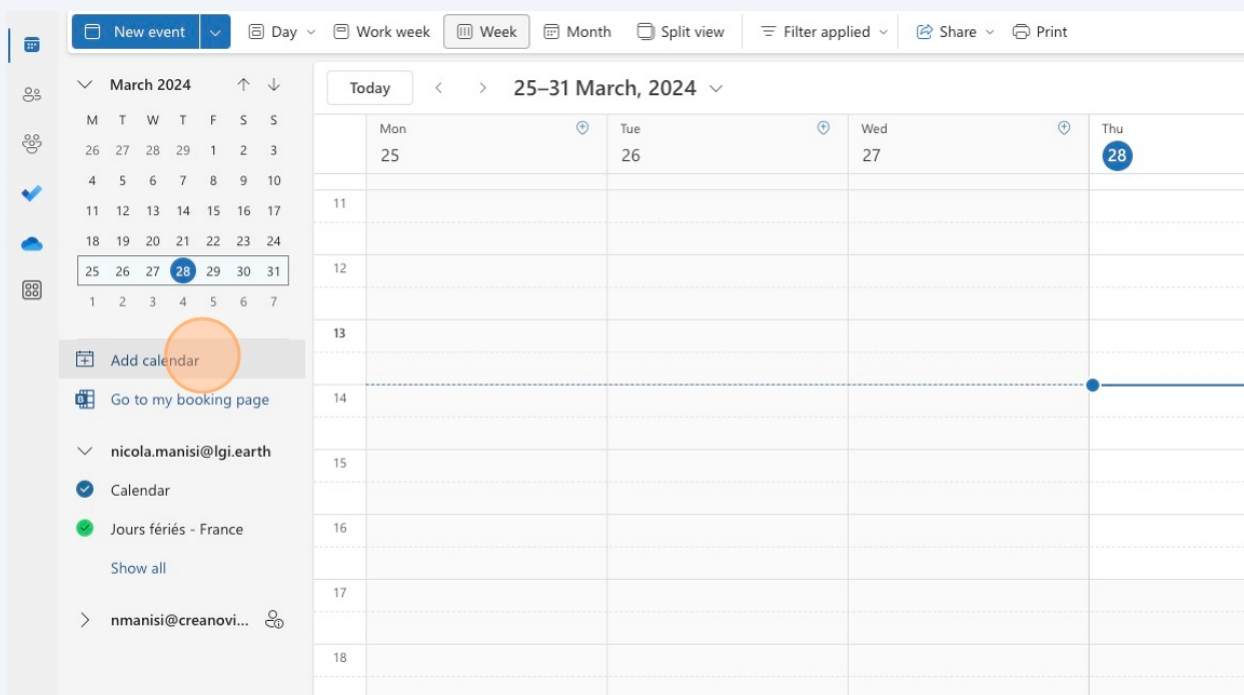 New event Day Work week Week Month Split view Filter applied Share Print
March 2024
M T W T F S S
26 27 28 29 1 2 3
4 5 6 7 8 9 10
11 12 13 14 15 16 17
18 19 20 21 22 23 24
25 26 27 28 29 30 31
1 2 3 4 5 6 7
Add calendar
Go to my booking page
nicola.manisi@lgi.earth
Calendar
Jours fériés - France
Show all
nmanisi@creanovi...
Today 25–31 March, 2024
Mon Tue Wed Thu
25 26 27 28
11
12
13
14
15
16
17
18